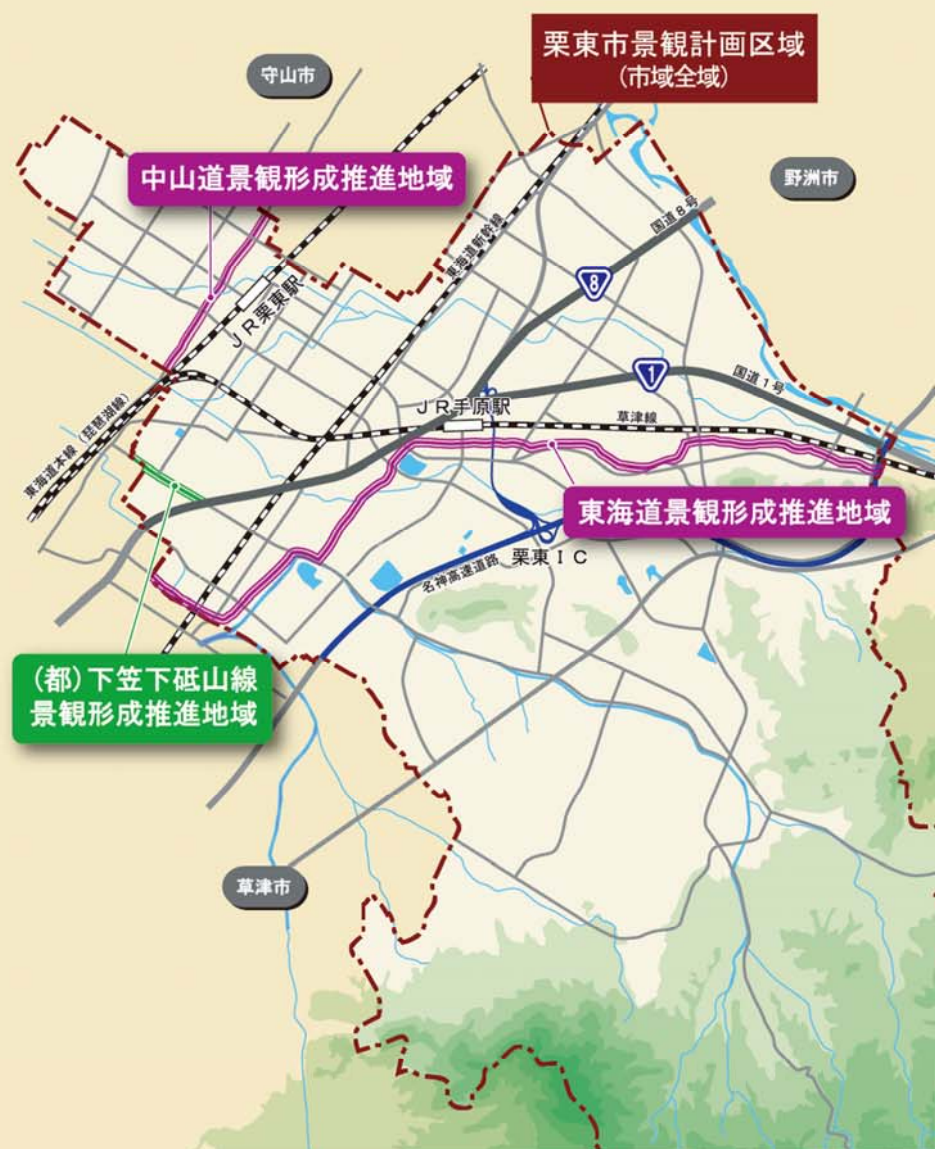 栗東市景観計画区域
(市域全域)
守山市
中山道景観形成推進地域
野洲市
東海道新幹線
国道8号
8
JR栗東駅
1
国道1号
JR手原駅
草津線
東海道本線(琵琶湖線)
東海道景観形成推進地域
栗東IC
名神高速道路
(都)下笠下砥山線
景観形成推進地域
草津市